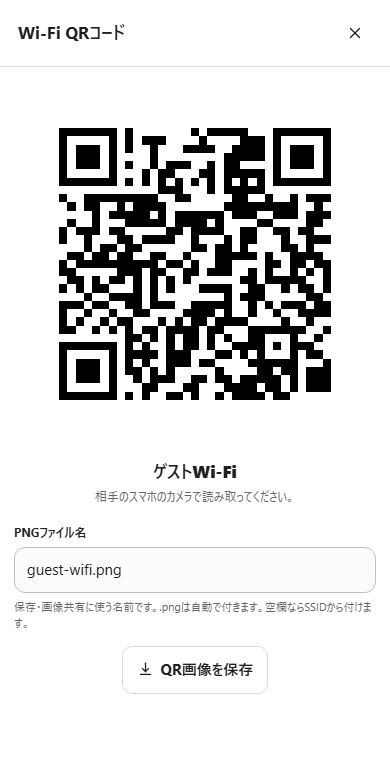 Wi-Fi QRコード
ゲストWi-Fi
相手のスマホのカメラで読み取ってください。
PNGファイル名
guest-wifi.png
保存・画像共有に使う名前です。.pngは自動で付きます。空欄ならSSIDから付けま
す。
QR画像を保存